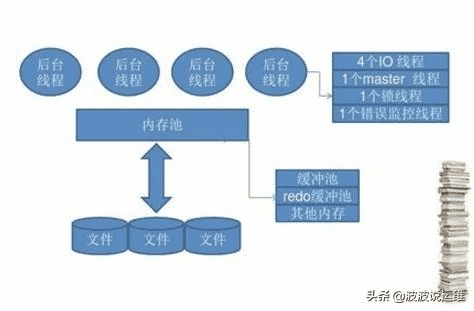 后台
线程
后台
线程
后台
线程
后台
线程
4个IO 线程
1个master 线程
1个锁线程
1个错误监控线程
内存池
缓冲池
redo缓冲池
其他内存
文件
文件
文件
头条 @波波说运维